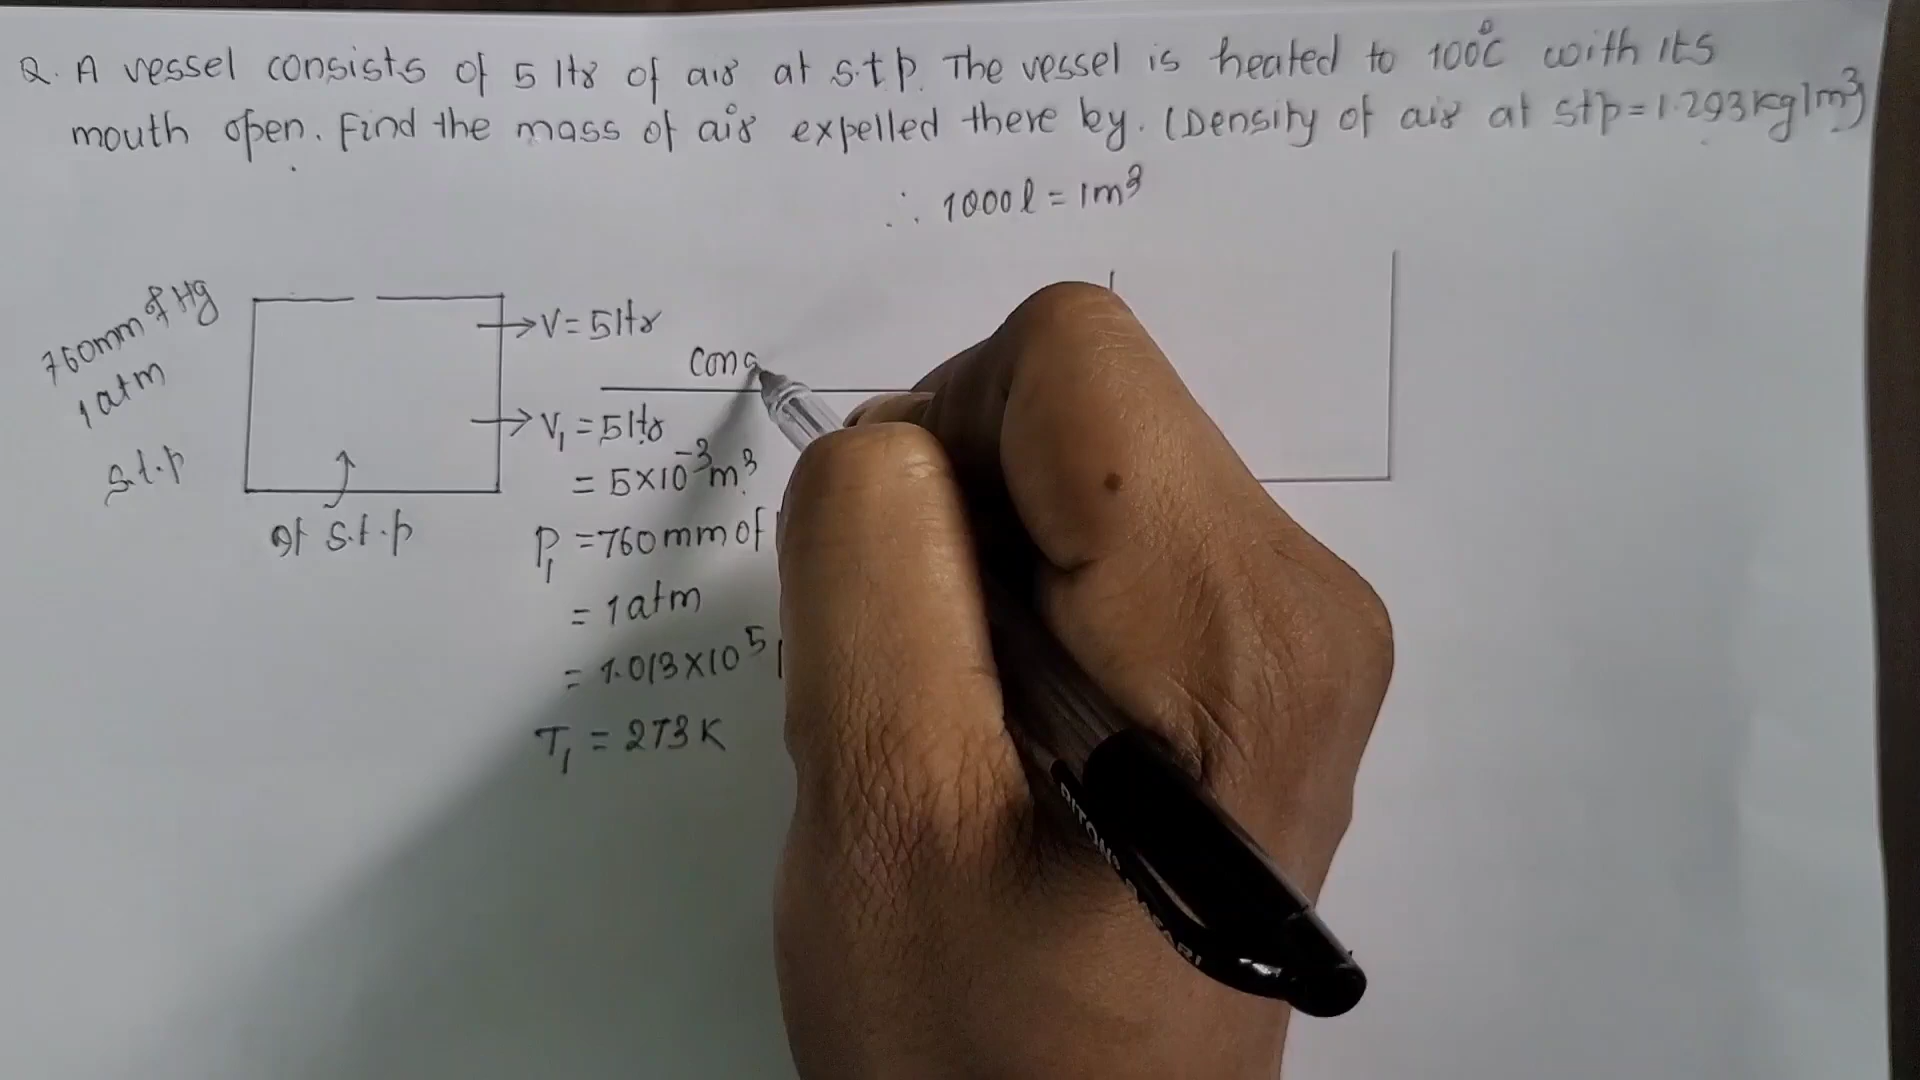 Q. A vessel consists of 5 ltr of air at s.t.p. The vessel is heated to 100°C with its
mouth open. Find the mass of air expelled there by. (Density of air at stp = 1.293 kg/m³)
∴ 1000 l = 1m³
760mm of Hg
1 atm
s.t.p
At s.t.p
V = 5 ltr
Cons
V₁ = 5 ltr
= 5×10⁻³m³
P₁ = 760 mm of
= 1 atm
= 1.013×10⁵
T₁ = 273 K